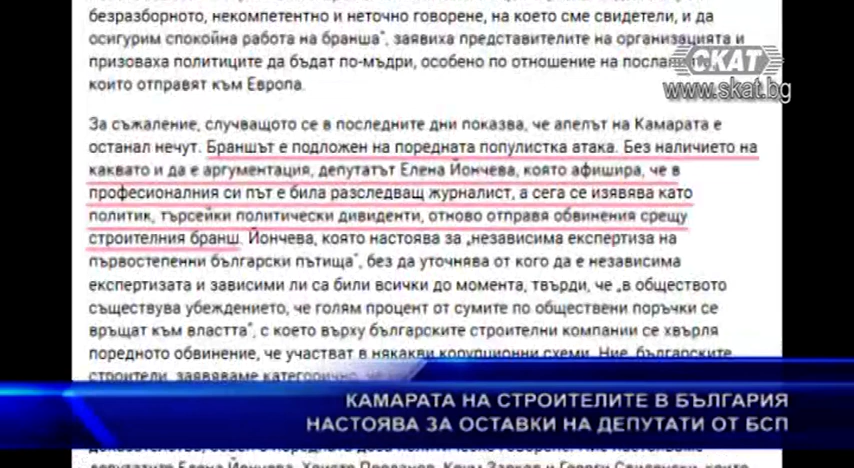 безразборното, некомпетентно и неточно говорене, на което сме свидетели, и да
осигурим спокойна работа на бранша", заявиха представителите на организацията и
призоваха политиците да бъдат по-мъдри, особено по отношение на посланията,
които отправят към Европа.
СКАТ
www.skat.bg
За съжаление, случващото се в последните дни показва, че апелът на Камарата е
останал нечут. Браншът е подложен на поредната популистка атака. Без наличието на
каквато и да е аргументация, депутатът Елена Йончева, която афишира, че в
професионалния си път е била разследващ журналист, а сега се изявява като
политик, търсейки политически дивиденти, отново отправя обвинения срещу
строителния бранш. Йончева, която настоява за „независима експертиза на
първостепенни български пътища", без да уточнява от кого да е независима
експертизата и зависими ли са били всички до момента, твърди, че „в обществото
съществува убеждението, че голям процент от сумите по обществени поръчки се
връщат към властта", с което върху българските строителни компании се хвърля
поредното обвинение, че участват в някакви корупционни схеми. Ние, българските
строители, заявяваме категорично,
КАМАРАТА НА СТРОИТЕЛИТЕ В БЪЛГАРИЯ
НАСТОЯВА ЗА ОСТАВКИ НА ДЕПУТАТИ ОТ БСП